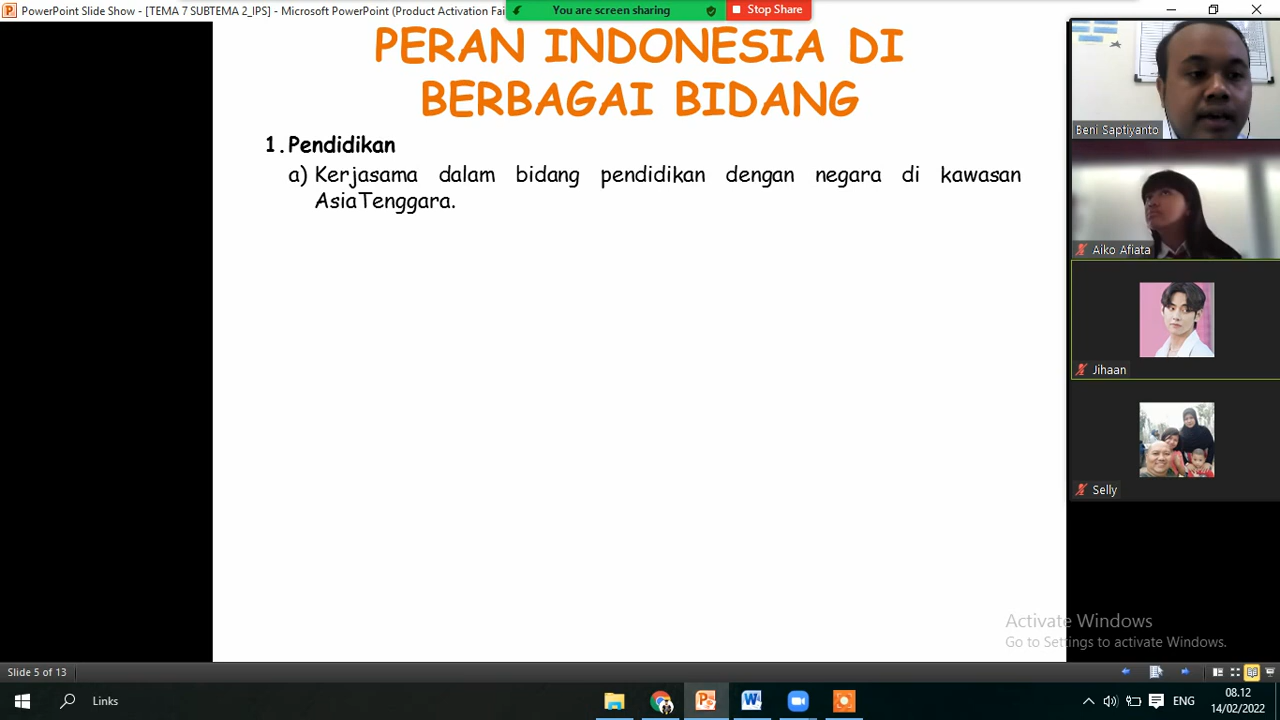 PowerPoint Slide Show - [TEMA 7 SUBTEMA 2_IPS] - Microsoft PowerPoint (Product Activation Fai
You are screen sharing
Stop Share
PERAN INDONESIA DI
BERBAGAI BIDANG
1.Pendidikan
a) Kerjasama dalam bidang pendidikan dengan negara di kawasan
AsiaTenggara.
Beni Saptiyanto
Aiko Afiata
Jihaan
Selly
Activate Windows
Go to Settings to activate Windows.
Slide 5 of 13
Links
ENG
08.12
14/02/2022